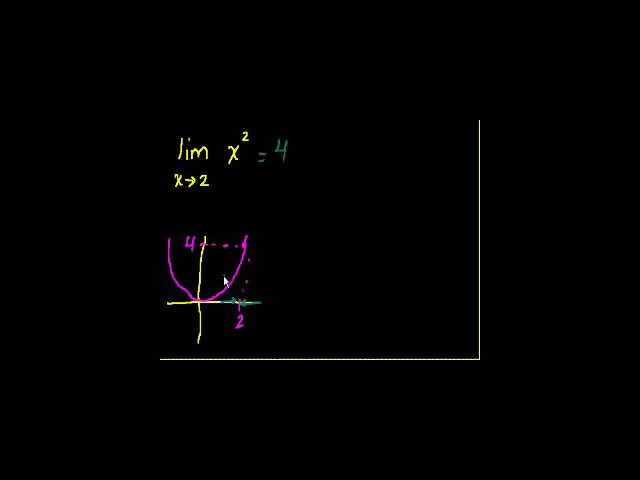 lim x² = 4
x→2
4
2